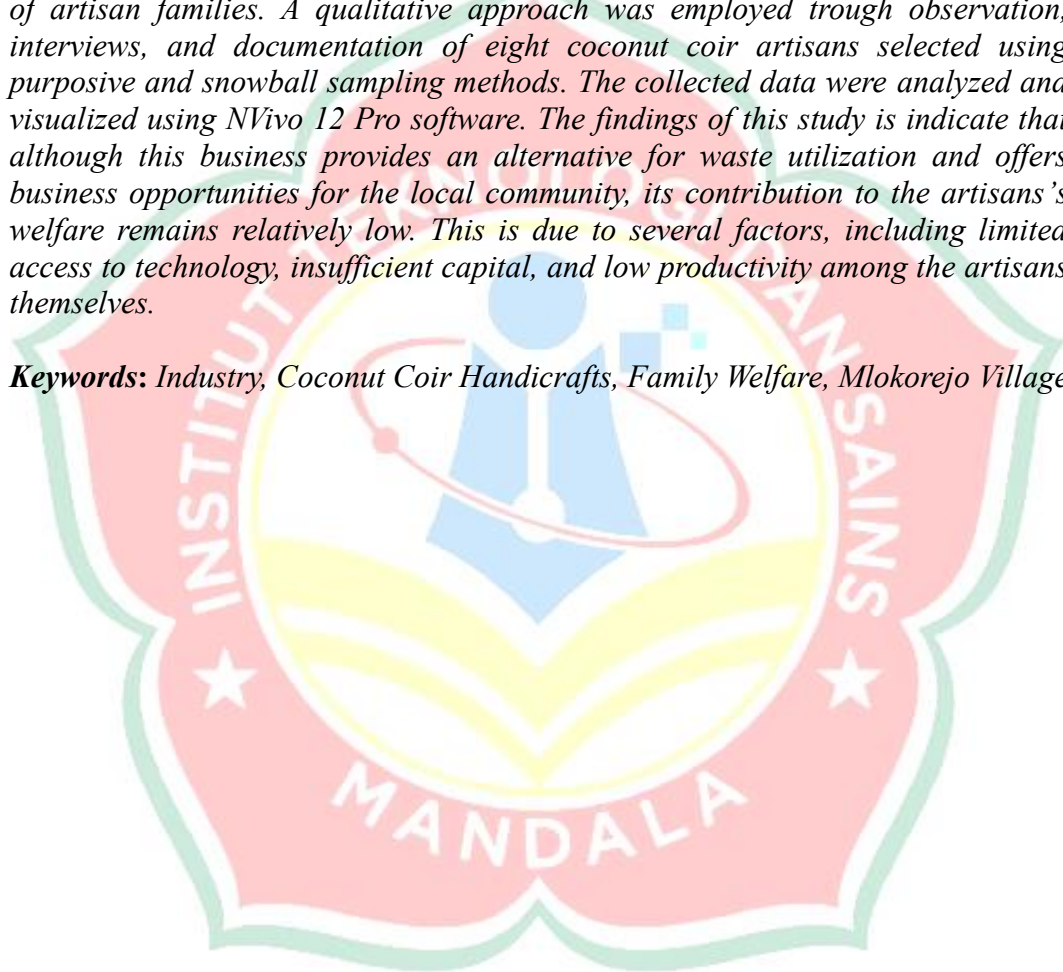 of artisan families. A qualitative approach was employed trough observation,
interviews, and documentation of eight coconut coir artisans selected using
purposive and snowball sampling methods. The collected data were analyzed and
visualized using NVivo 12 Pro software. The findings of this study is indicate that
although this business provides an alternative for waste utilization and offers
business opportunities for the local community, its contribution to the artisans’s
welfare remains relatively low. This is due to several factors, including limited
access to technology, insufficient capital, and low productivity among the artisans
themselves.
Keywords: Industry, Coconut Coir Handicrafts, Family Welfare, Mlokorejo Village
INSTITUT TEKNOLOGI DAN SAINS
MANDALA